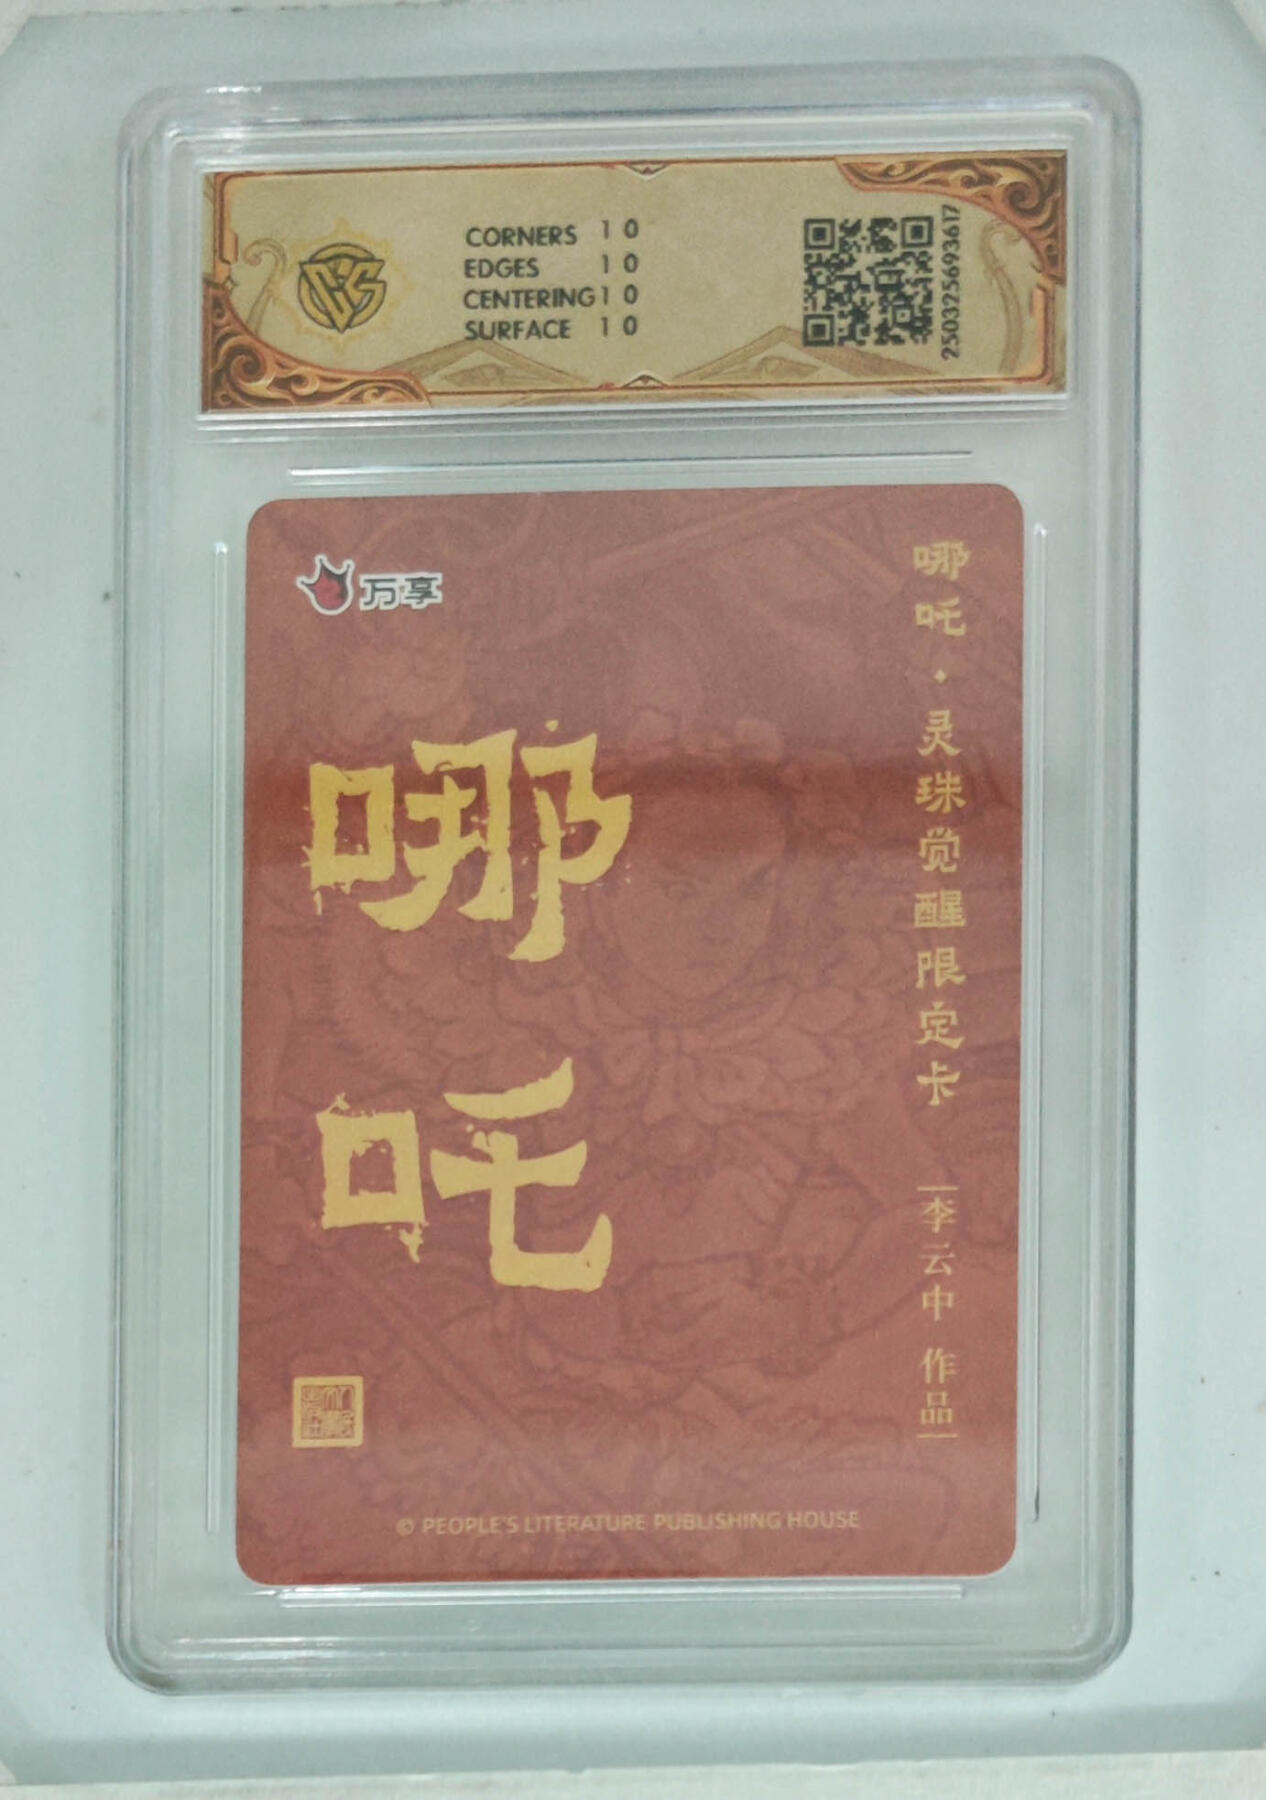 CORNERS 10
EDGES 10
CENTERING 10
SURFACE 10
2503325693617
万享
哪吒
哪吒·灵珠觉醒限定卡
李云中 作品
© PEOPLE'S LITERATURE PUBLISHING HOUSE